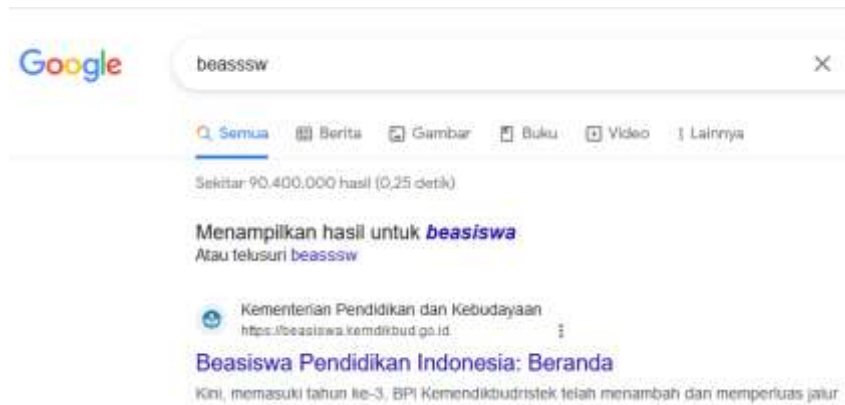 Google
beasssw
Semua Berita Gambar Buku Video Lainnya
Sekitar 90.400.000 hasil (0,25 detik)
Menampilkan hasil untuk beasiswa
Atau telusuri beasssw
Kementerian Pendidikan dan Kebudayaan
https://beasiswa.kemdikbud.go.id
Beasiswa Pendidikan Indonesia: Beranda
Kini, memasuki tahun ke-3, BPI Kemendikbudristek telah menambah dan memperluas jalur